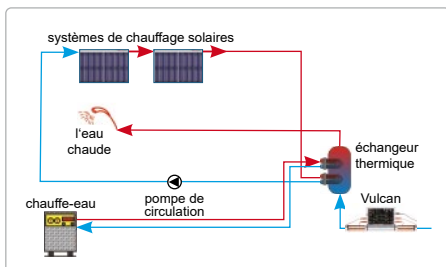 systèmes de chauffage solaires
l'eau
chaude
échangeur
thermique
pompe de
circulation
chauffe-eau
Vulcan